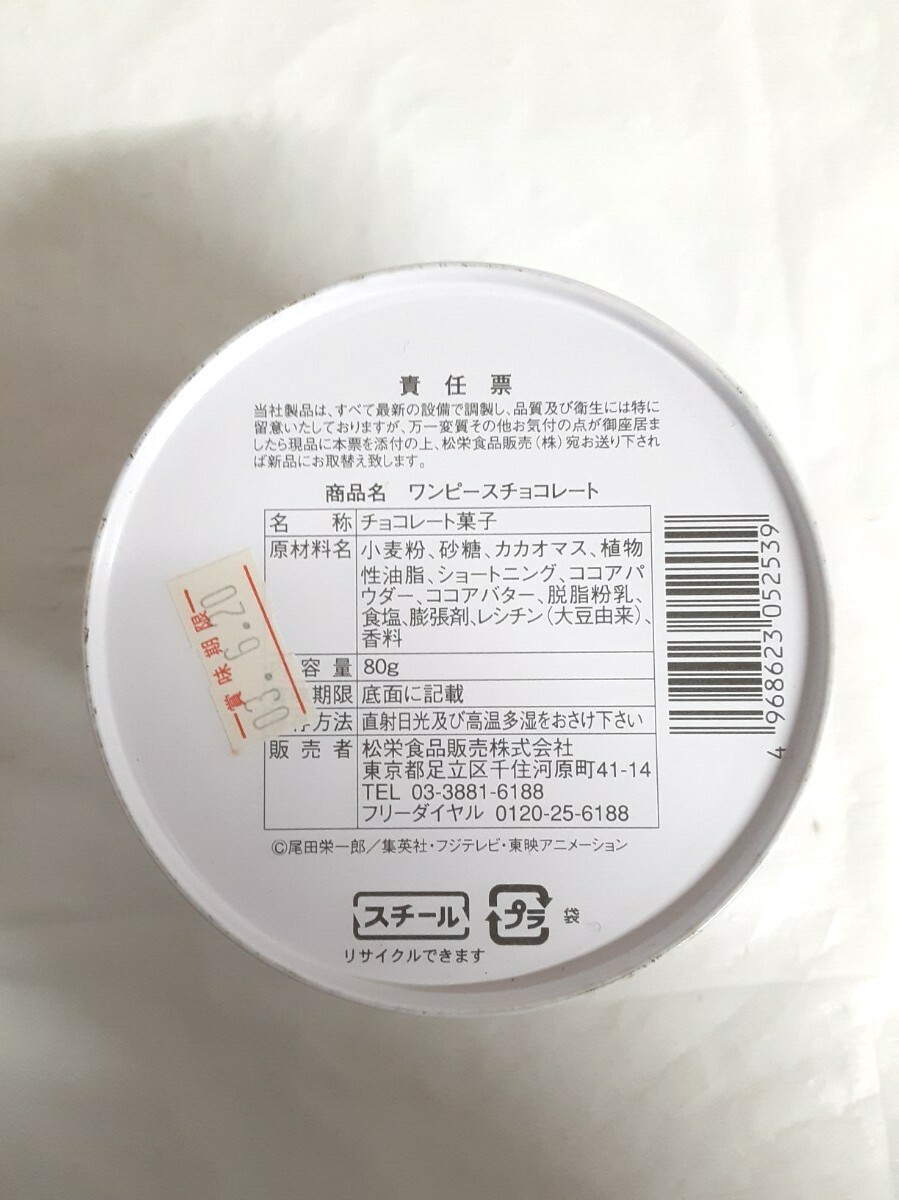 責任票
当社製品は、すべて最新の設備で調製し、品質及び衛生には特に
留意いたしておりますが、万一変質その他お気付の点が御座居ま
したら現品に本票を添付の上、松栄食品販売(株)宛お送り下され
ば新品にお取替え致します。
商品名 ワンピースチョコレート
名称 チョコレート菓子
原材料名 小麦粉、砂糖、カカオマス、植物
性油脂、ショートニング、ココアパ
ウダー、ココアバター、脱脂粉乳、
食塩、膨張剤、レシチン(大豆由来)、
香料
容量 80g
期限 底面に記載
方法 直射日光及び高温多湿をおさけ下さい
販売者 松栄食品販売株式会社
東京都足立区千住河原町41-14
TEL 03-3881-6188
フリーダイヤル 0120-25-6188
©尾田栄一郎/集英社・フジテレビ・東映アニメーション
スチール
プラ 袋
リサイクルできます
賞味期限
03.6.20
4968623052539